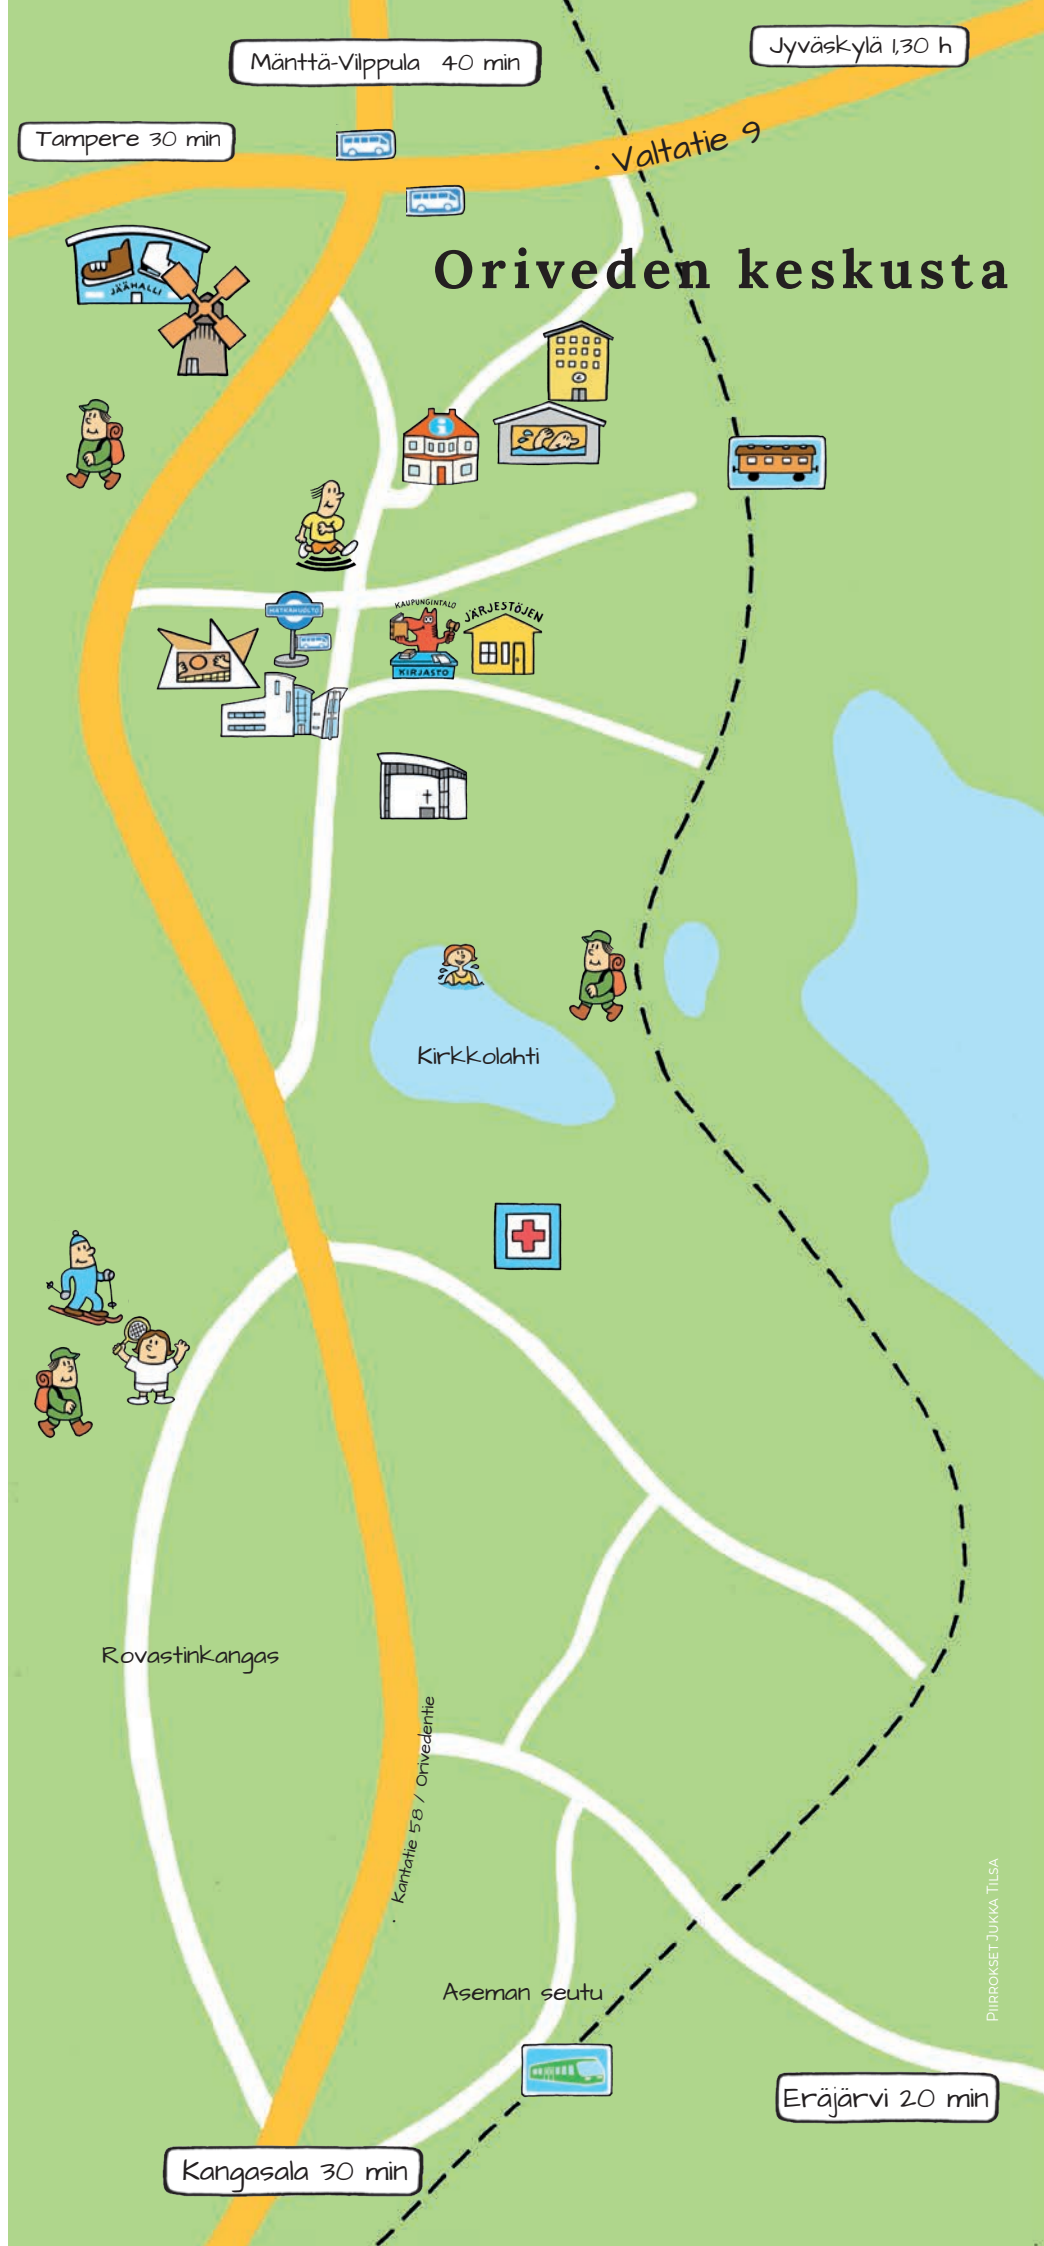 Mänttä-Vilppula 40 min
Jyväskylä 1,30 h
Tampere 30 min
· Valtatie 9
Oriveden keskusta
JÄÄHALLI
MATKAHUOLTO
KAUPUNGINTALO
KIRJASTO
JÄRJESTÖJEN
Kirkkolahti
Rovastinkangas
· Kantatie 58 / Orivedentie
Aseman seutu
PIIRROKSET JUKKA TILSA
Eräjärvi 20 min
Kangasala 30 min